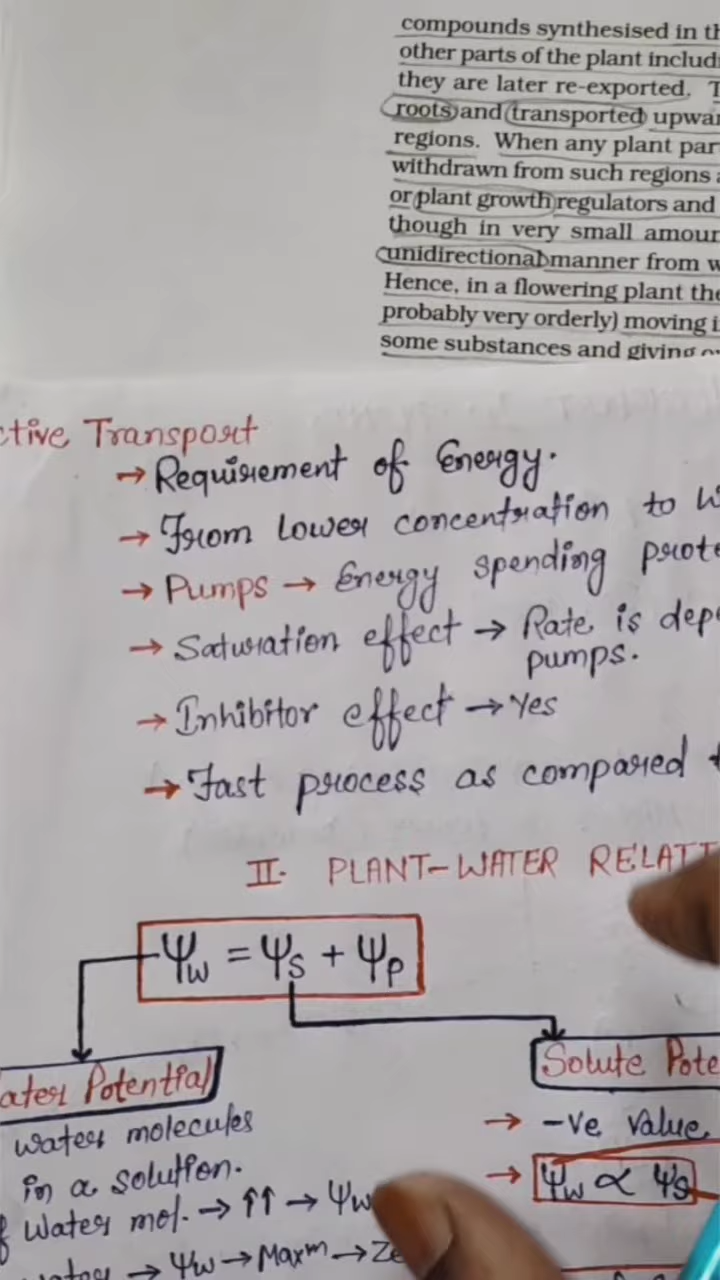 compounds synthesised in th
other parts of the plant includi
they are later re-exported. T
roots and transported upwar
regions. When any plant par
withdrawn from such regions a
or plant growth regulators and
though in very small amour
unidirectional manner from w
Hence, in a flowering plant the
probably very orderly) moving i
some substances and giving
ctive Transport
→ Requirement of Energy.
→ From lower concentration to
→ Pumps → Energy spending prote
→ Saturation effect → Rate is dep
pumps.
→ Inhibitor effect → Yes
→ Fast process as compared t
II. PLANT-WATER RELATI
Ψw = Ψs + Ψp
ater Potential
Solute Pote
water molecules
in a solution.
→ -ve value
→ Ψw ∝ Ψs
f water mol. → ↑↑ → Ψw
→ Ψw → Maxᵐ → Ze